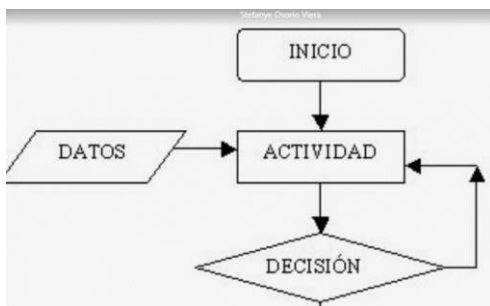 Stefanye Osorio Viera
INICIO
DATOS
ACTIVIDAD
DECISIÓN